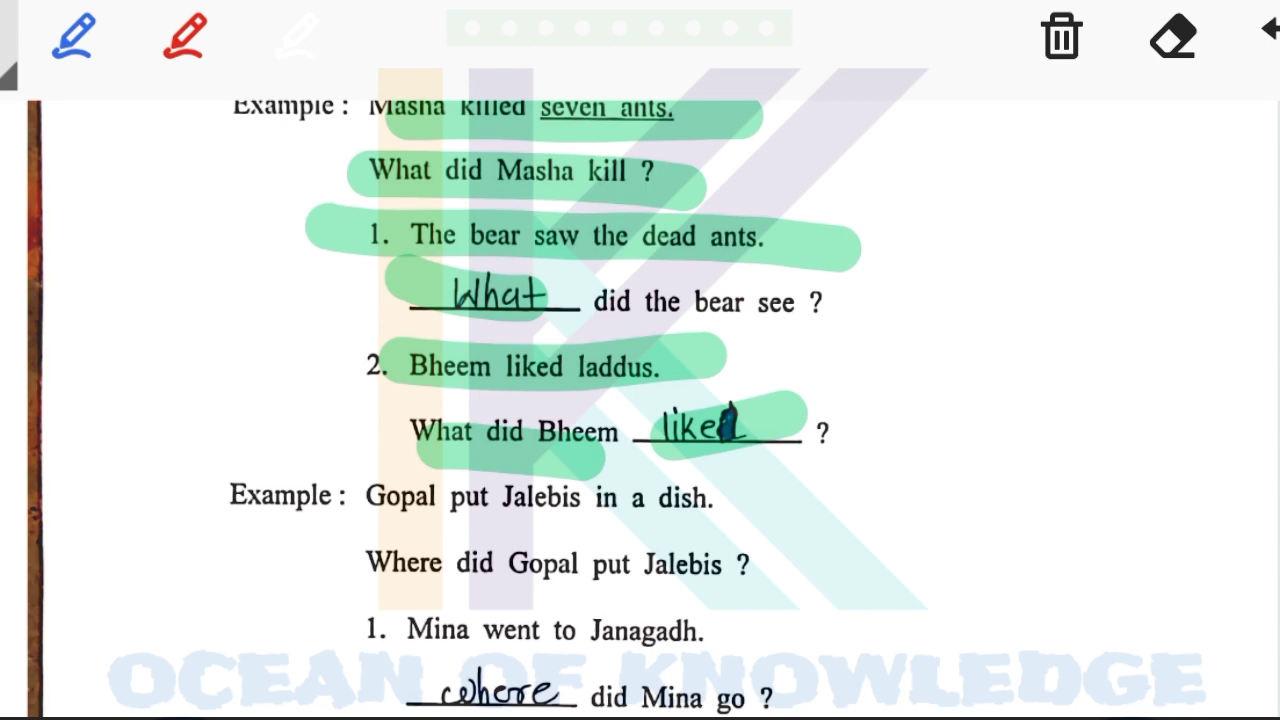 Example : Masha killed seven ants.
What did Masha kill ?
1. The bear saw the dead ants.
What did the bear see ?
2. Bheem liked laddus.
What did Bheem liked ?
Example : Gopal put Jalebis in a dish.
Where did Gopal put Jalebis ?
1. Mina went to Janagadh.
OCEAN OF KNOWLEDGE
where did Mina go ?